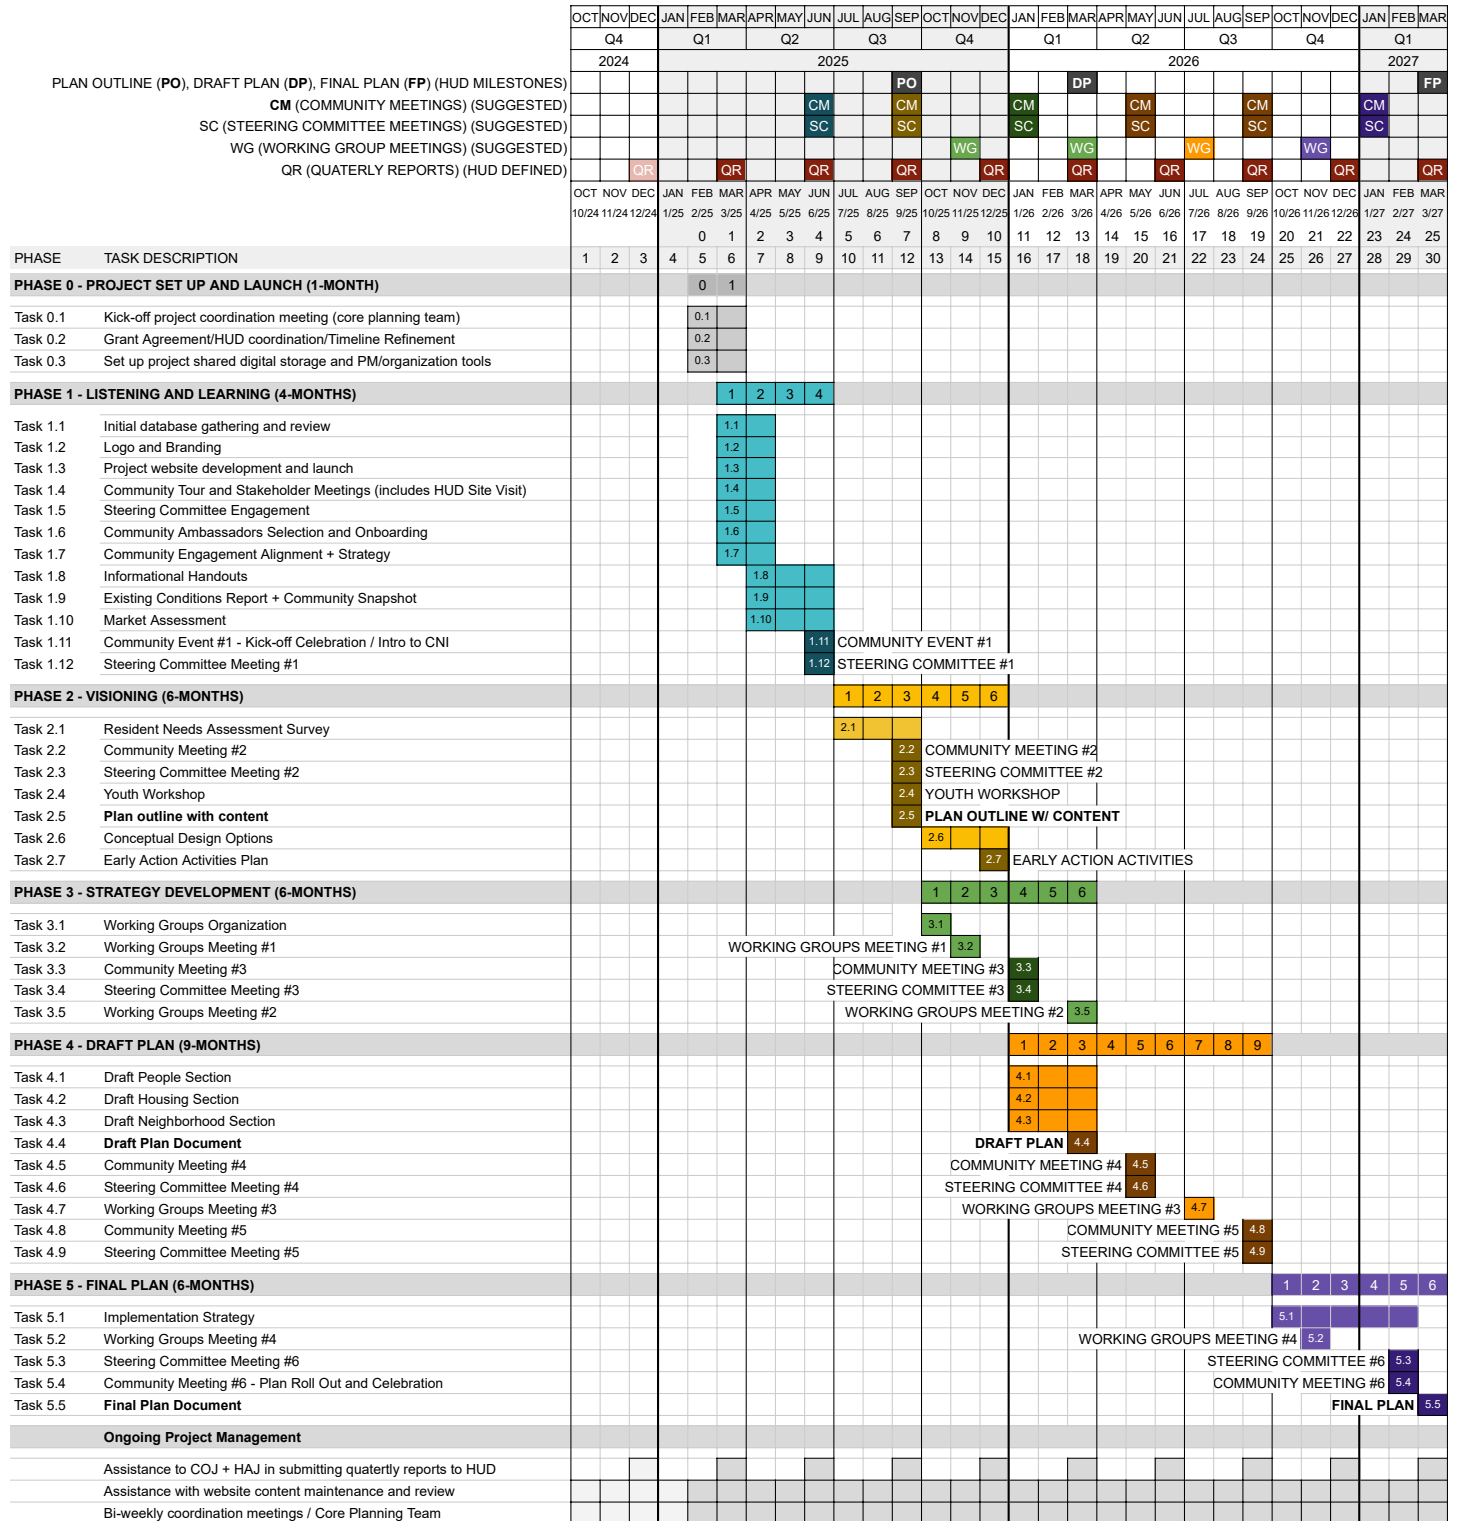 OCT NOV DEC JAN FEB MAR APR MAY JUN JUL AUG SEP OCT NOV DEC JAN FEB MAR APR MAY JUN JUL AUG SEP OCT NOV DEC JAN FEB MAR
Q4 Q1 Q2 Q3 Q4 Q1 Q2 Q3 Q4 Q1
2024 2025 2026 2027
PLAN OUTLINE (PO), DRAFT PLAN (DP), FINAL PLAN (FP) (HUD MILESTONES) PO DP FP
CM (COMMUNITY MEETINGS) (SUGGESTED) CM CM CM CM CM CM
SC (STEERING COMMITTEE MEETINGS) (SUGGESTED) SC SC SC SC SC SC
WG (WORKING GROUP MEETINGS) (SUGGESTED) WG WG WG WG
QR (QUATERLY REPORTS) (HUD DEFINED) QR QR QR QR QR QR QR QR QR QR
OCT NOV DEC JAN FEB MAR APR MAY JUN JUL AUG SEP OCT NOV DEC JAN FEB MAR APR MAY JUN JUL AUG SEP OCT NOV DEC JAN FEB MAR
10/24 11/24 12/24 1/25 2/25 3/25 4/25 5/25 6/25 7/25 8/25 9/25 10/25 11/25 12/25 1/26 2/26 3/26 4/26 5/26 6/26 7/26 8/26 9/26 10/26 11/26 12/26 1/27 2/27 3/27
0 1 2 3 4 5 6 7 8 9 10 11 12 13 14 15 16 17 18 19 20 21 22 23 24 25
PHASE TASK DESCRIPTION 1 2 3 4 5 6 7 8 9 10 11 12 13 14 15 16 17 18 19 20 21 22 23 24 25 26 27 28 29 30
PHASE 0 - PROJECT SET UP AND LAUNCH (1-MONTH) 0 1
Task 0.1 Kick-off project coordination meeting (core planning team) 0.1
Task 0.2 Grant Agreement/HUD coordination/Timeline Refinement 0.2
Task 0.3 Set up project shared digital storage and PM/organization tools 0.3
PHASE 1 - LISTENING AND LEARNING (4-MONTHS) 1 2 3 4
Task 1.1 Initial database gathering and review 1.1
Task 1.2 Logo and Branding 1.2
Task 1.3 Project website development and launch 1.3
Task 1.4 Community Tour and Stakeholder Meetings (includes HUD Site Visit) 1.4
Task 1.5 Steering Committee Engagement 1.5
Task 1.6 Community Ambassadors Selection and Onboarding 1.6
Task 1.7 Community Engagement Alignment + Strategy 1.7
Task 1.8 Informational Handouts 1.8
Task 1.9 Existing Conditions Report + Community Snapshot 1.9
Task 1.10 Market Assessment 1.10
Task 1.11 Community Event #1 - Kick-off Celebration / Intro to CNI 1.11 COMMUNITY EVENT #1
Task 1.12 Steering Committee Meeting #1 1.12 STEERING COMMITTEE #1
PHASE 2 - VISIONING (6-MONTHS) 1 2 3 4 5 6
Task 2.1 Resident Needs Assessment Survey 2.1
Task 2.2 Community Meeting #2 2.2 COMMUNITY MEETING #2
Task 2.3 Steering Committee Meeting #2 2.3 STEERING COMMITTEE #2
Task 2.4 Youth Workshop 2.4 YOUTH WORKSHOP
Task 2.5 Plan outline with content 2.5 PLAN OUTLINE W/ CONTENT
Task 2.6 Conceptual Design Options 2.6
Task 2.7 Early Action Activities Plan 2.7 EARLY ACTION ACTIVITIES
PHASE 3 - STRATEGY DEVELOPMENT (6-MONTHS) 1 2 3 4 5 6
Task 3.1 Working Groups Organization 3.1
Task 3.2 Working Groups Meeting #1 WORKING GROUPS MEETING #1 3.2
Task 3.3 Community Meeting #3 COMMUNITY MEETING #3 3.3
Task 3.4 Steering Committee Meeting #3 STEERING COMMITTEE #3 3.4
Task 3.5 Working Groups Meeting #2 WORKING GROUPS MEETING #2 3.5
PHASE 4 - DRAFT PLAN (9-MONTHS) 1 2 3 4 5 6 7 8 9
Task 4.1 Draft People Section 4.1
Task 4.2 Draft Housing Section 4.2
Task 4.3 Draft Neighborhood Section 4.3
Task 4.4 Draft Plan Document DRAFT PLAN 4.4
Task 4.5 Community Meeting #4 COMMUNITY MEETING #4 4.5
Task 4.6 Steering Committee Meeting #4 STEERING COMMITTEE #4 4.6
Task 4.7 Working Groups Meeting #3 WORKING GROUPS MEETING #3 4.7
Task 4.8 Community Meeting #5 COMMUNITY MEETING #5 4.8
Task 4.9 Steering Committee Meeting #5 STEERING COMMITTEE #5 4.9
PHASE 5 - FINAL PLAN (6-MONTHS) 1 2 3 4 5 6
Task 5.1 Implementation Strategy 5.1
Task 5.2 Working Groups Meeting #4 WORKING GROUPS MEETING #4 5.2
Task 5.3 Steering Committee Meeting #6 STEERING COMMITTEE #6 5.3
Task 5.4 Community Meeting #6 - Plan Roll Out and Celebration COMMUNITY MEETING #6 5.4
Task 5.5 Final Plan Document FINAL PLAN 5.5
Ongoing Project Management
Assistance to COJ + HAJ in submitting quatertly reports to HUD
Assistance with website content maintenance and review
Bi-weekly coordination meetings / Core Planning Team